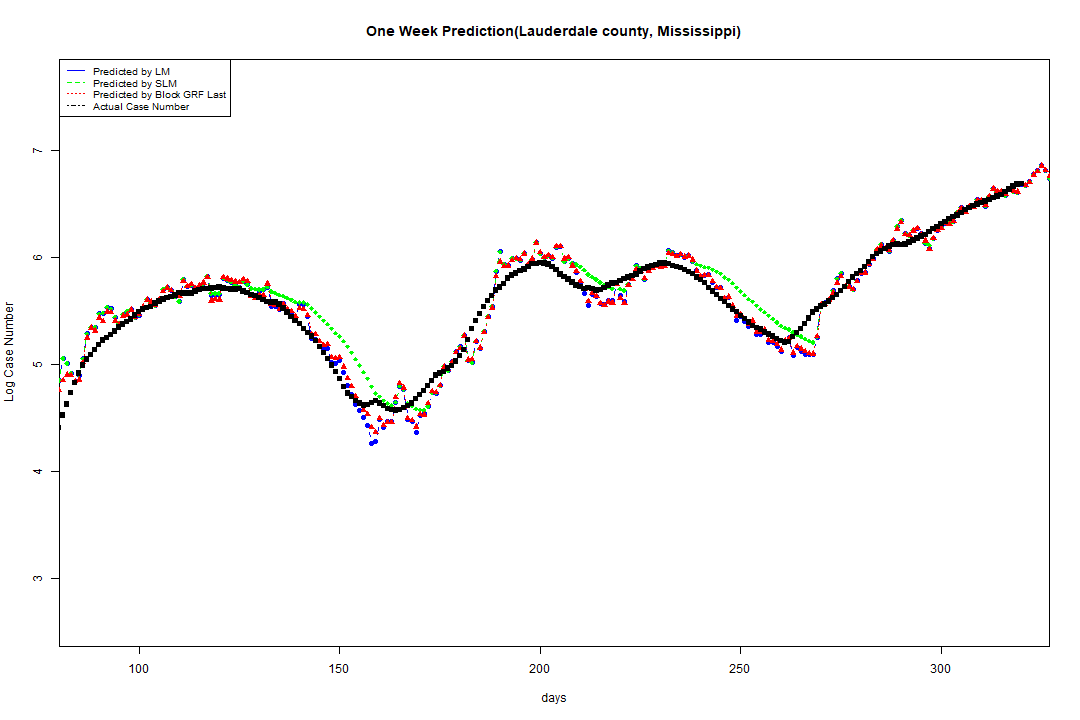 One Week Prediction(Lauderdale county, Mississippi)
Predicted by LM
Predicted by SLM
Predicted by Block GRF Last
Actual Case Number
7
6
5
4
3
Log Case Number
100 150 200 250 300
days